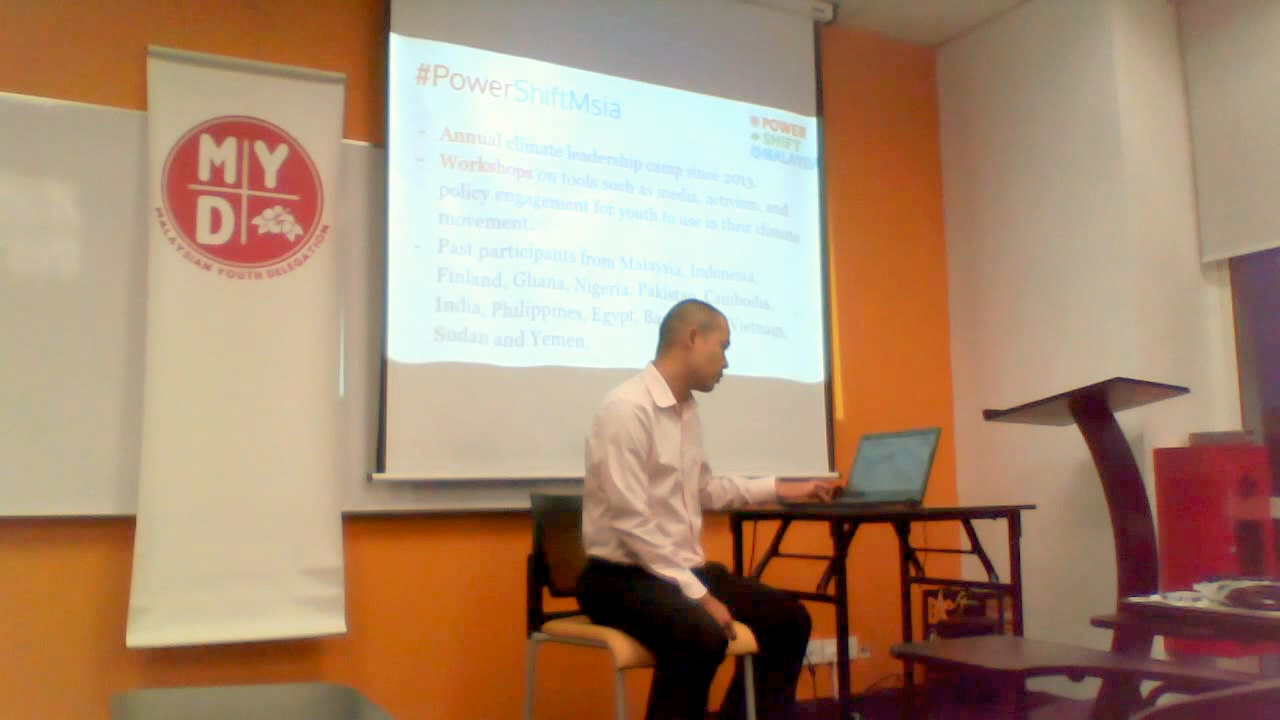 MY
D
MALAYSIAN YOUTH DELEGATION
#PowerShiftMsia
POWER
SHIFT
MALAYSIA
- Annual climate leadership camp since 2013.
- Workshops on tools such as media, activism, and
policy engagement for youth to use in their climate
movement.
- Past participants from Malaysia, Indonesia,
Finland, Ghana, Nigeria, Pakistan, Cambodia,
India, Philippines, Egypt, Vietnam,
Sudan and Yemen.